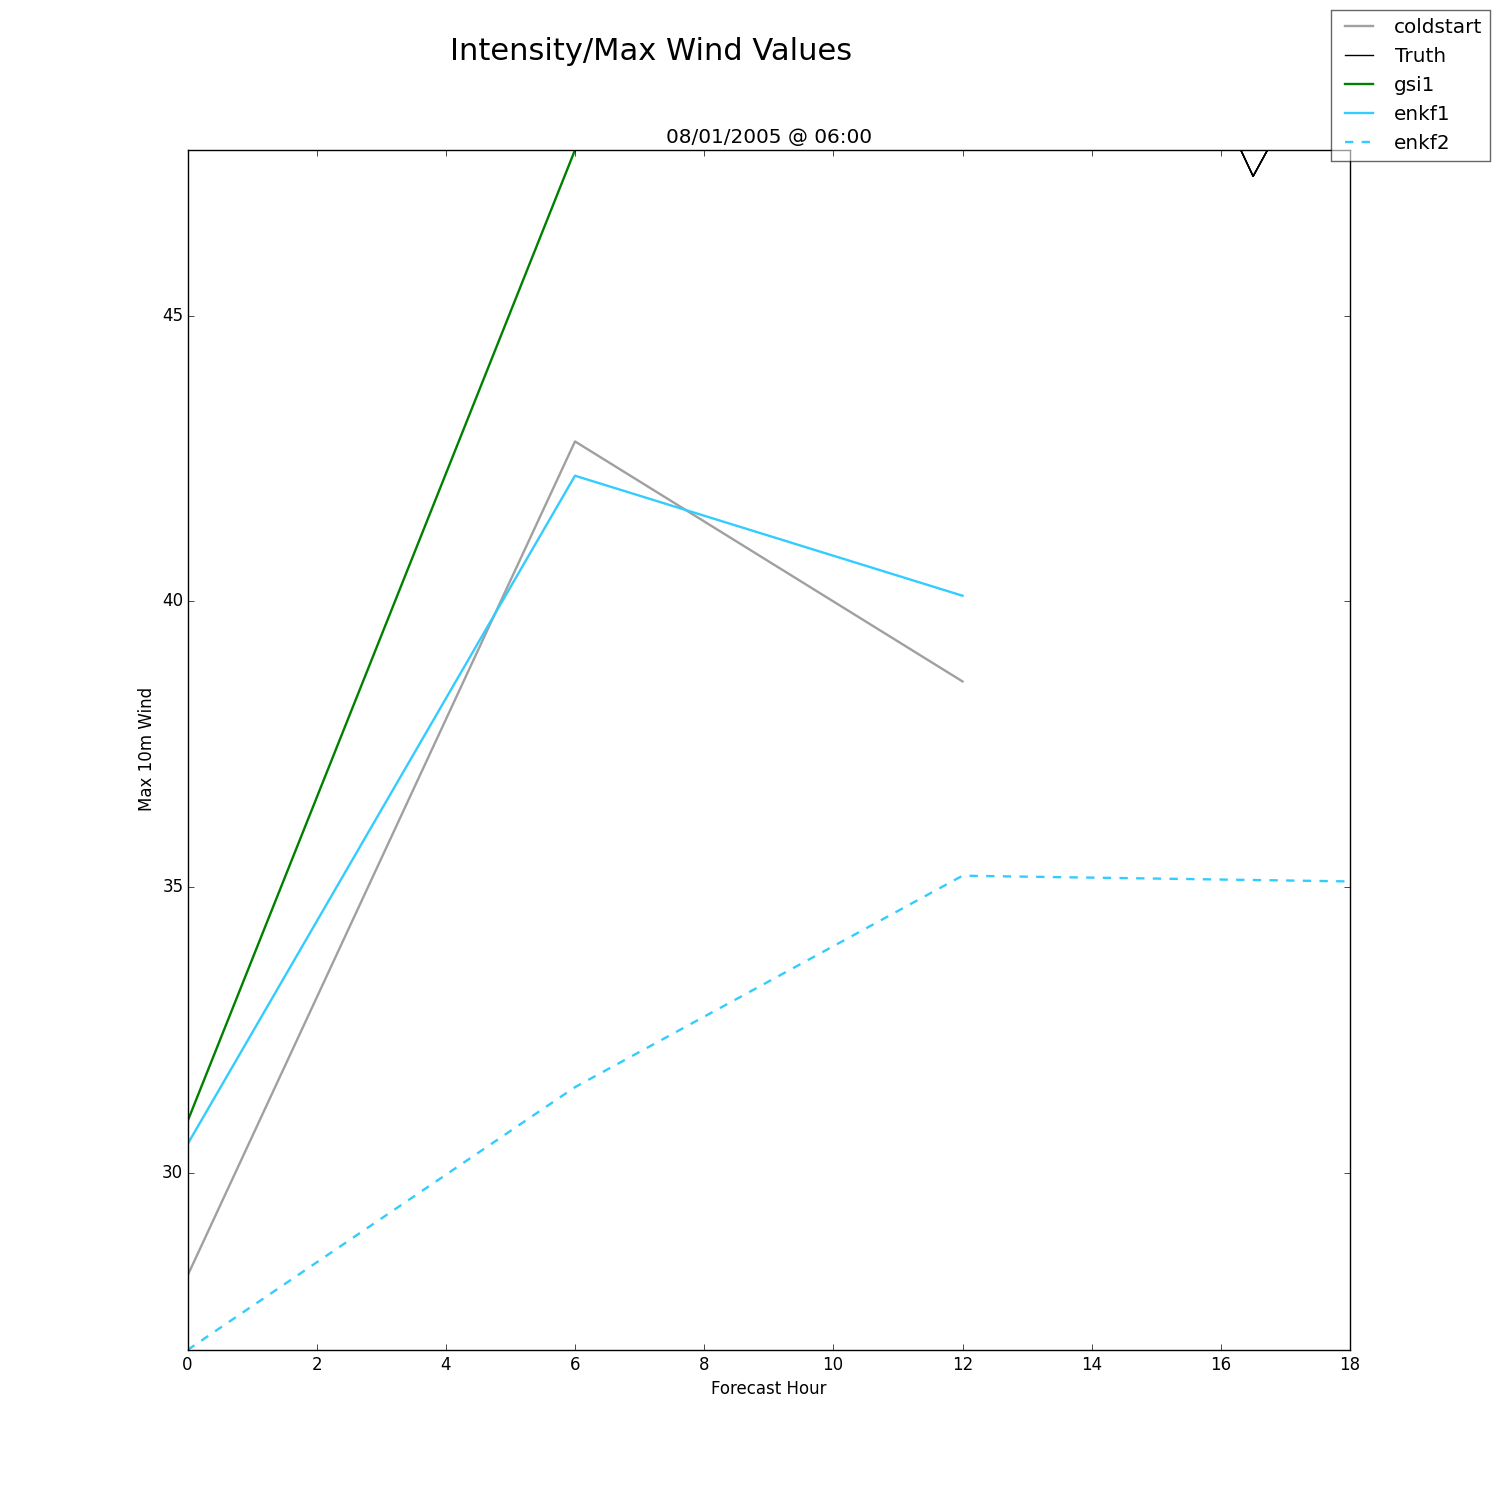 Intensity/Max Wind Values
coldstart
Truth
gsi1
enkf1
enkf2
08/01/2005 @ 06:00
45
40
35
30
Max 10m Wind
0 2 4 6 8 10 12 14 16 18
Forecast Hour